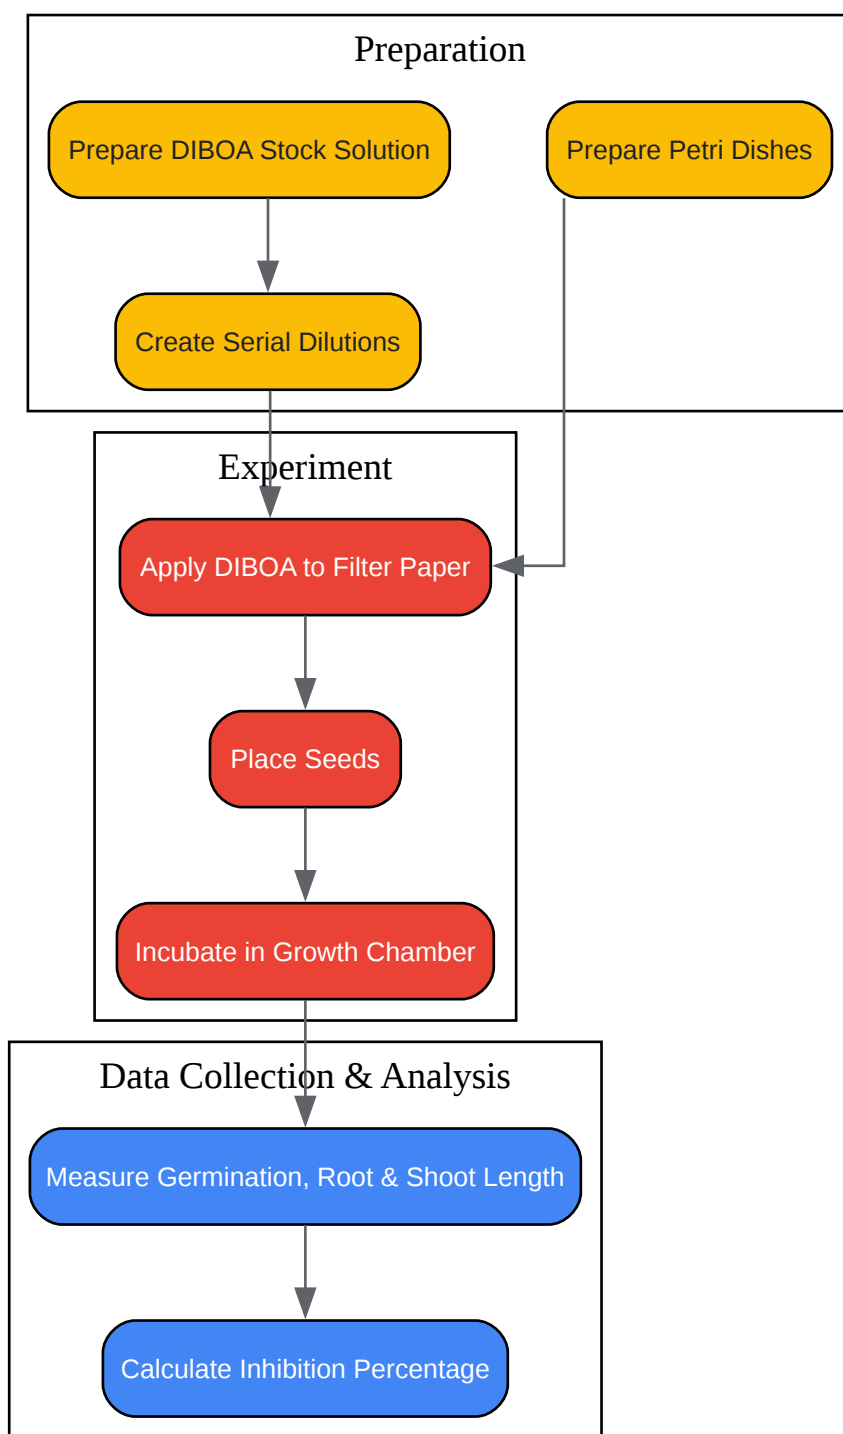 Preparation
Prepare DIBOA Stock Solution
Prepare Petri Dishes
Create Serial Dilutions
Experiment
Apply DIBOA to Filter Paper
Place Seeds
Incubate in Growth Chamber
Data Collection & Analysis
Measure Germination, Root & Shoot Length
Calculate Inhibition Percentage